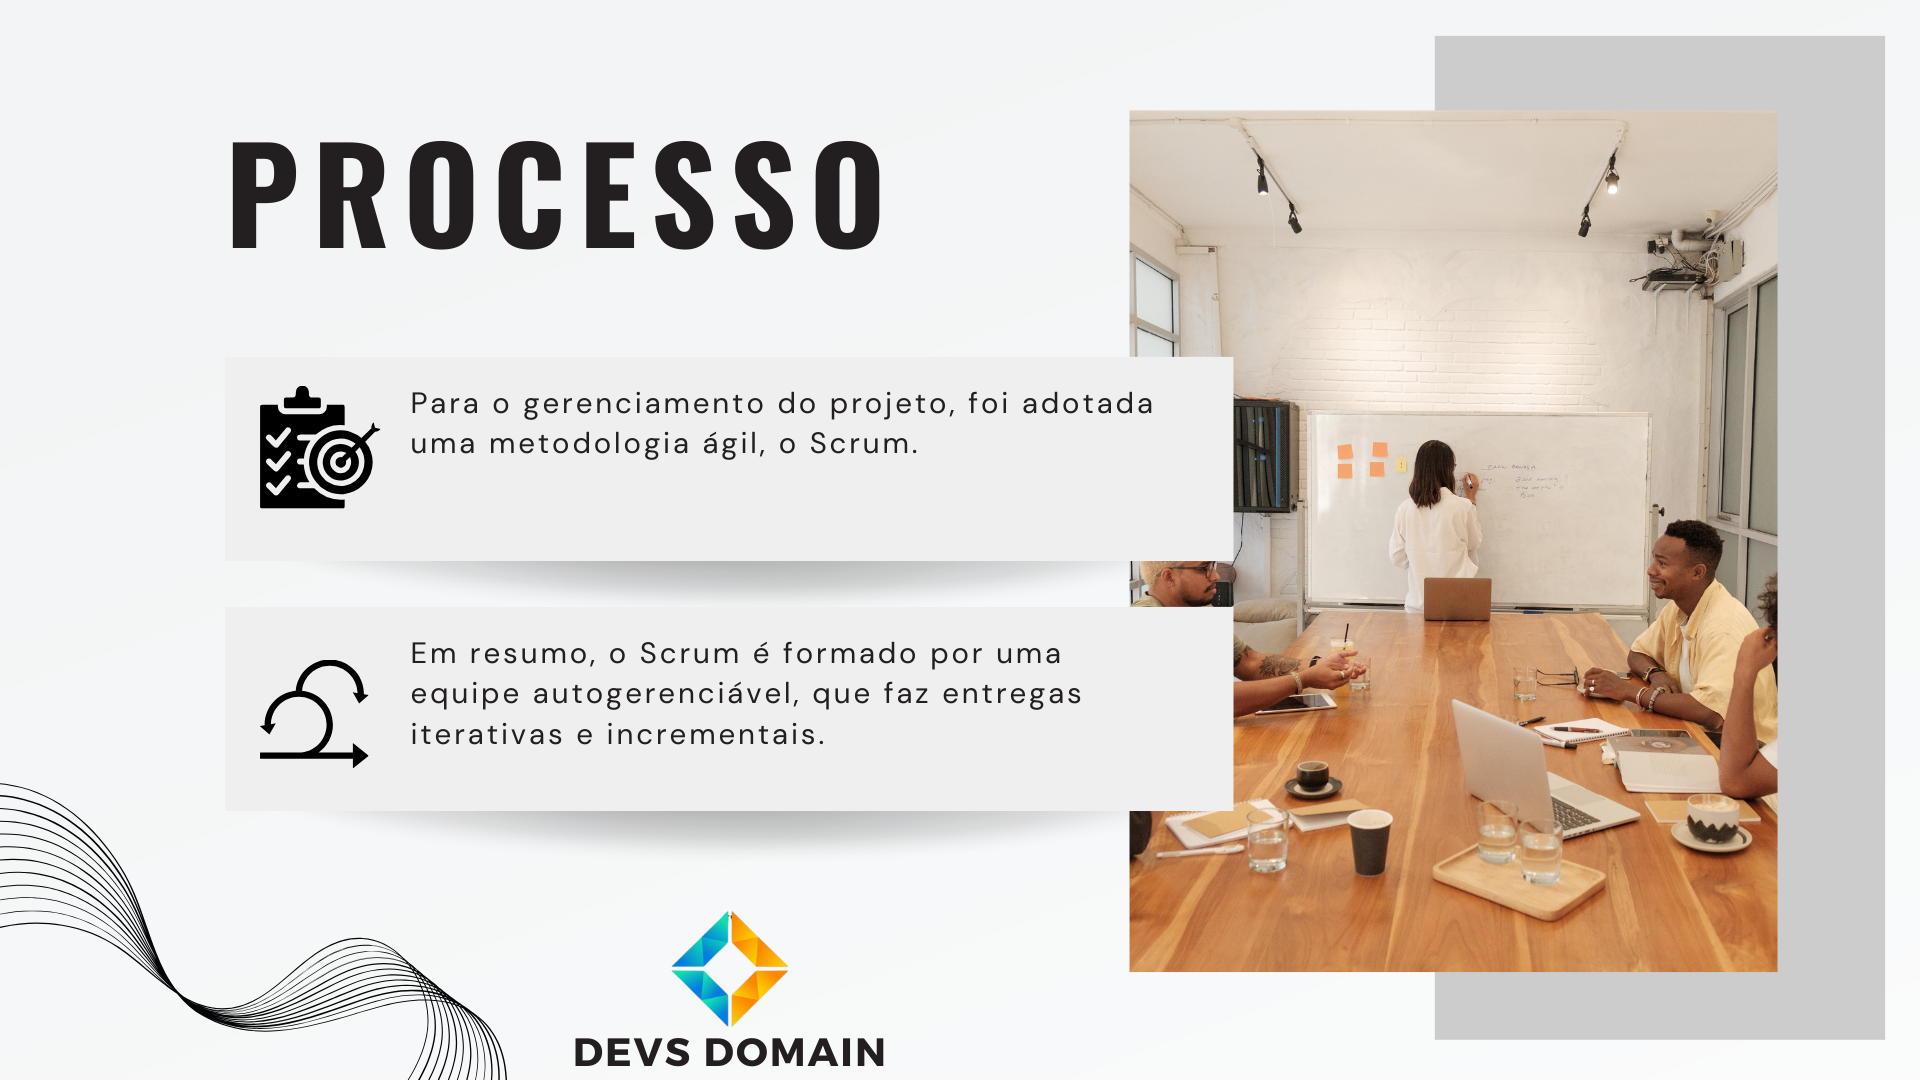 PROCESSO
Para o gerenciamento do projeto, foi adotada
uma metodologia ágil, o Scrum.
Em resumo, o Scrum é formado por uma
equipe autogerenciável, que faz entregas
iterativas e incrementais.
DEVS DOMAIN